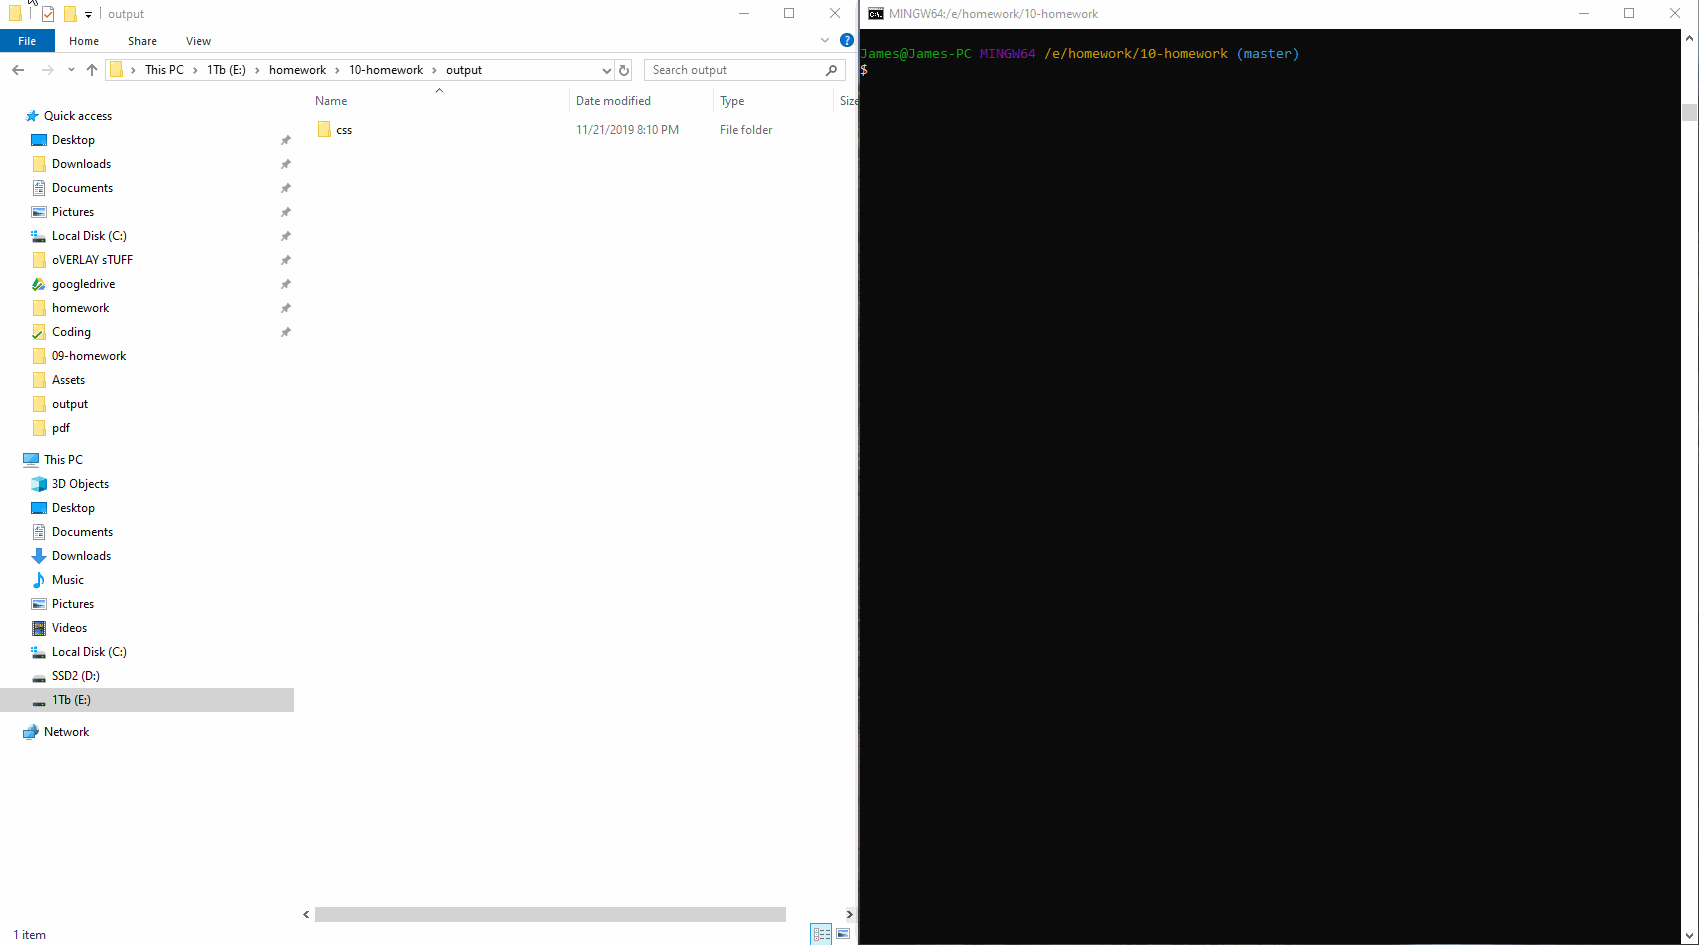 output
File Home Share View
This PC 1Tb (E:) homework 10-homework output
Search output
Name Date modified Type Size
css 11/21/2019 8:10 PM File folder
Quick access
Desktop
Downloads
Documents
Pictures
Local Disk (C:)
oVERLAY sTUFF
googledrive
homework
Coding
09-homework
Assets
output
pdf
This PC
3D Objects
Desktop
Documents
Downloads
Music
Pictures
Videos
Local Disk (C:)
SSD2 (D:)
1Tb (E:)
Network
1 item
MINGW64:/e/homework/10-homework
James@James-PC MINGW64 /e/homework/10-homework (master)
$